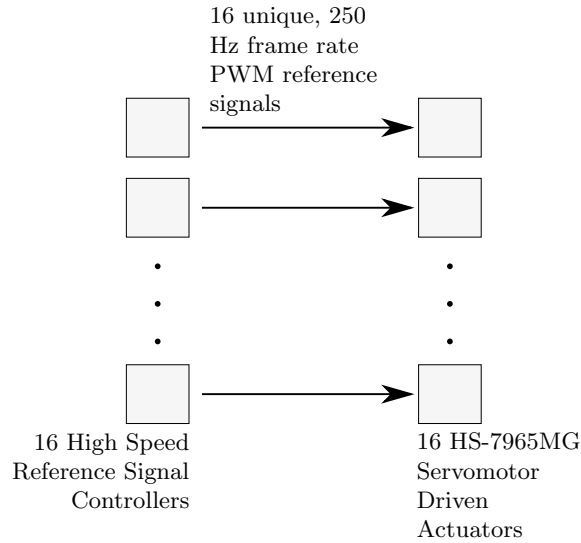 16 unique, 250
Hz frame rate
PWM reference
signals
16 High Speed
Reference Signal
Controllers
16 HS-7965MG
Servomotor
Driven
Actuators